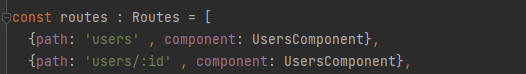 const routes : Routes = [
{path: 'users' , component: UsersComponent},
{path: 'users/:id' , component: UsersComponent},